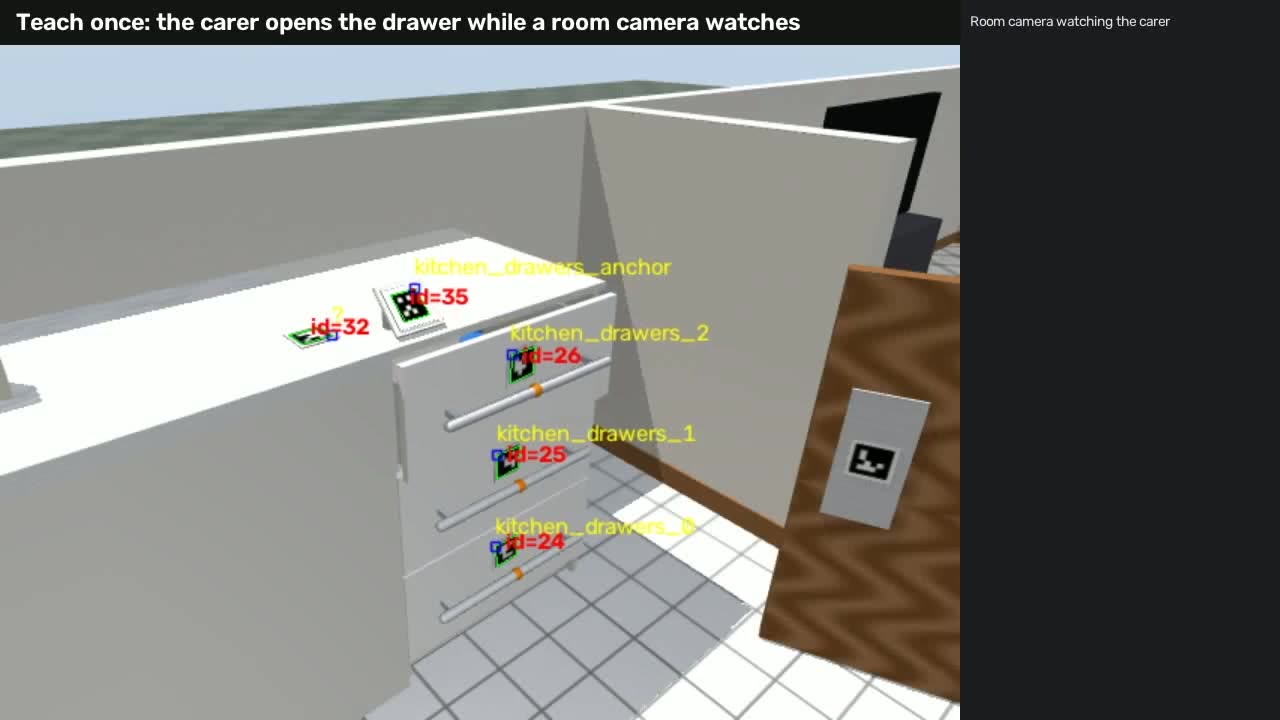 Teach once: the carer opens the drawer while a room camera watches
Room camera watching the carer
kitchen_drawers_anchor
id=35
?
id=32
kitchen_drawers_2
id=26
kitchen_drawers_1
id=25
kitchen_drawers_0
id=24